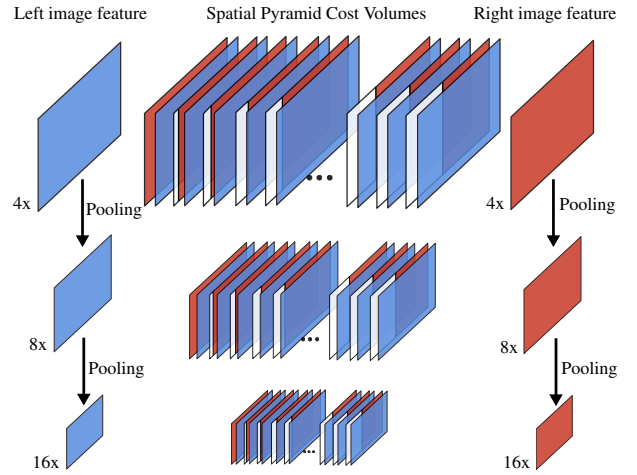 Left image feature
Spatial Pyramid Cost Volumes
Right image feature
4x
Pooling
4x
Pooling
8x
Pooling
8x
Pooling
16x
16x